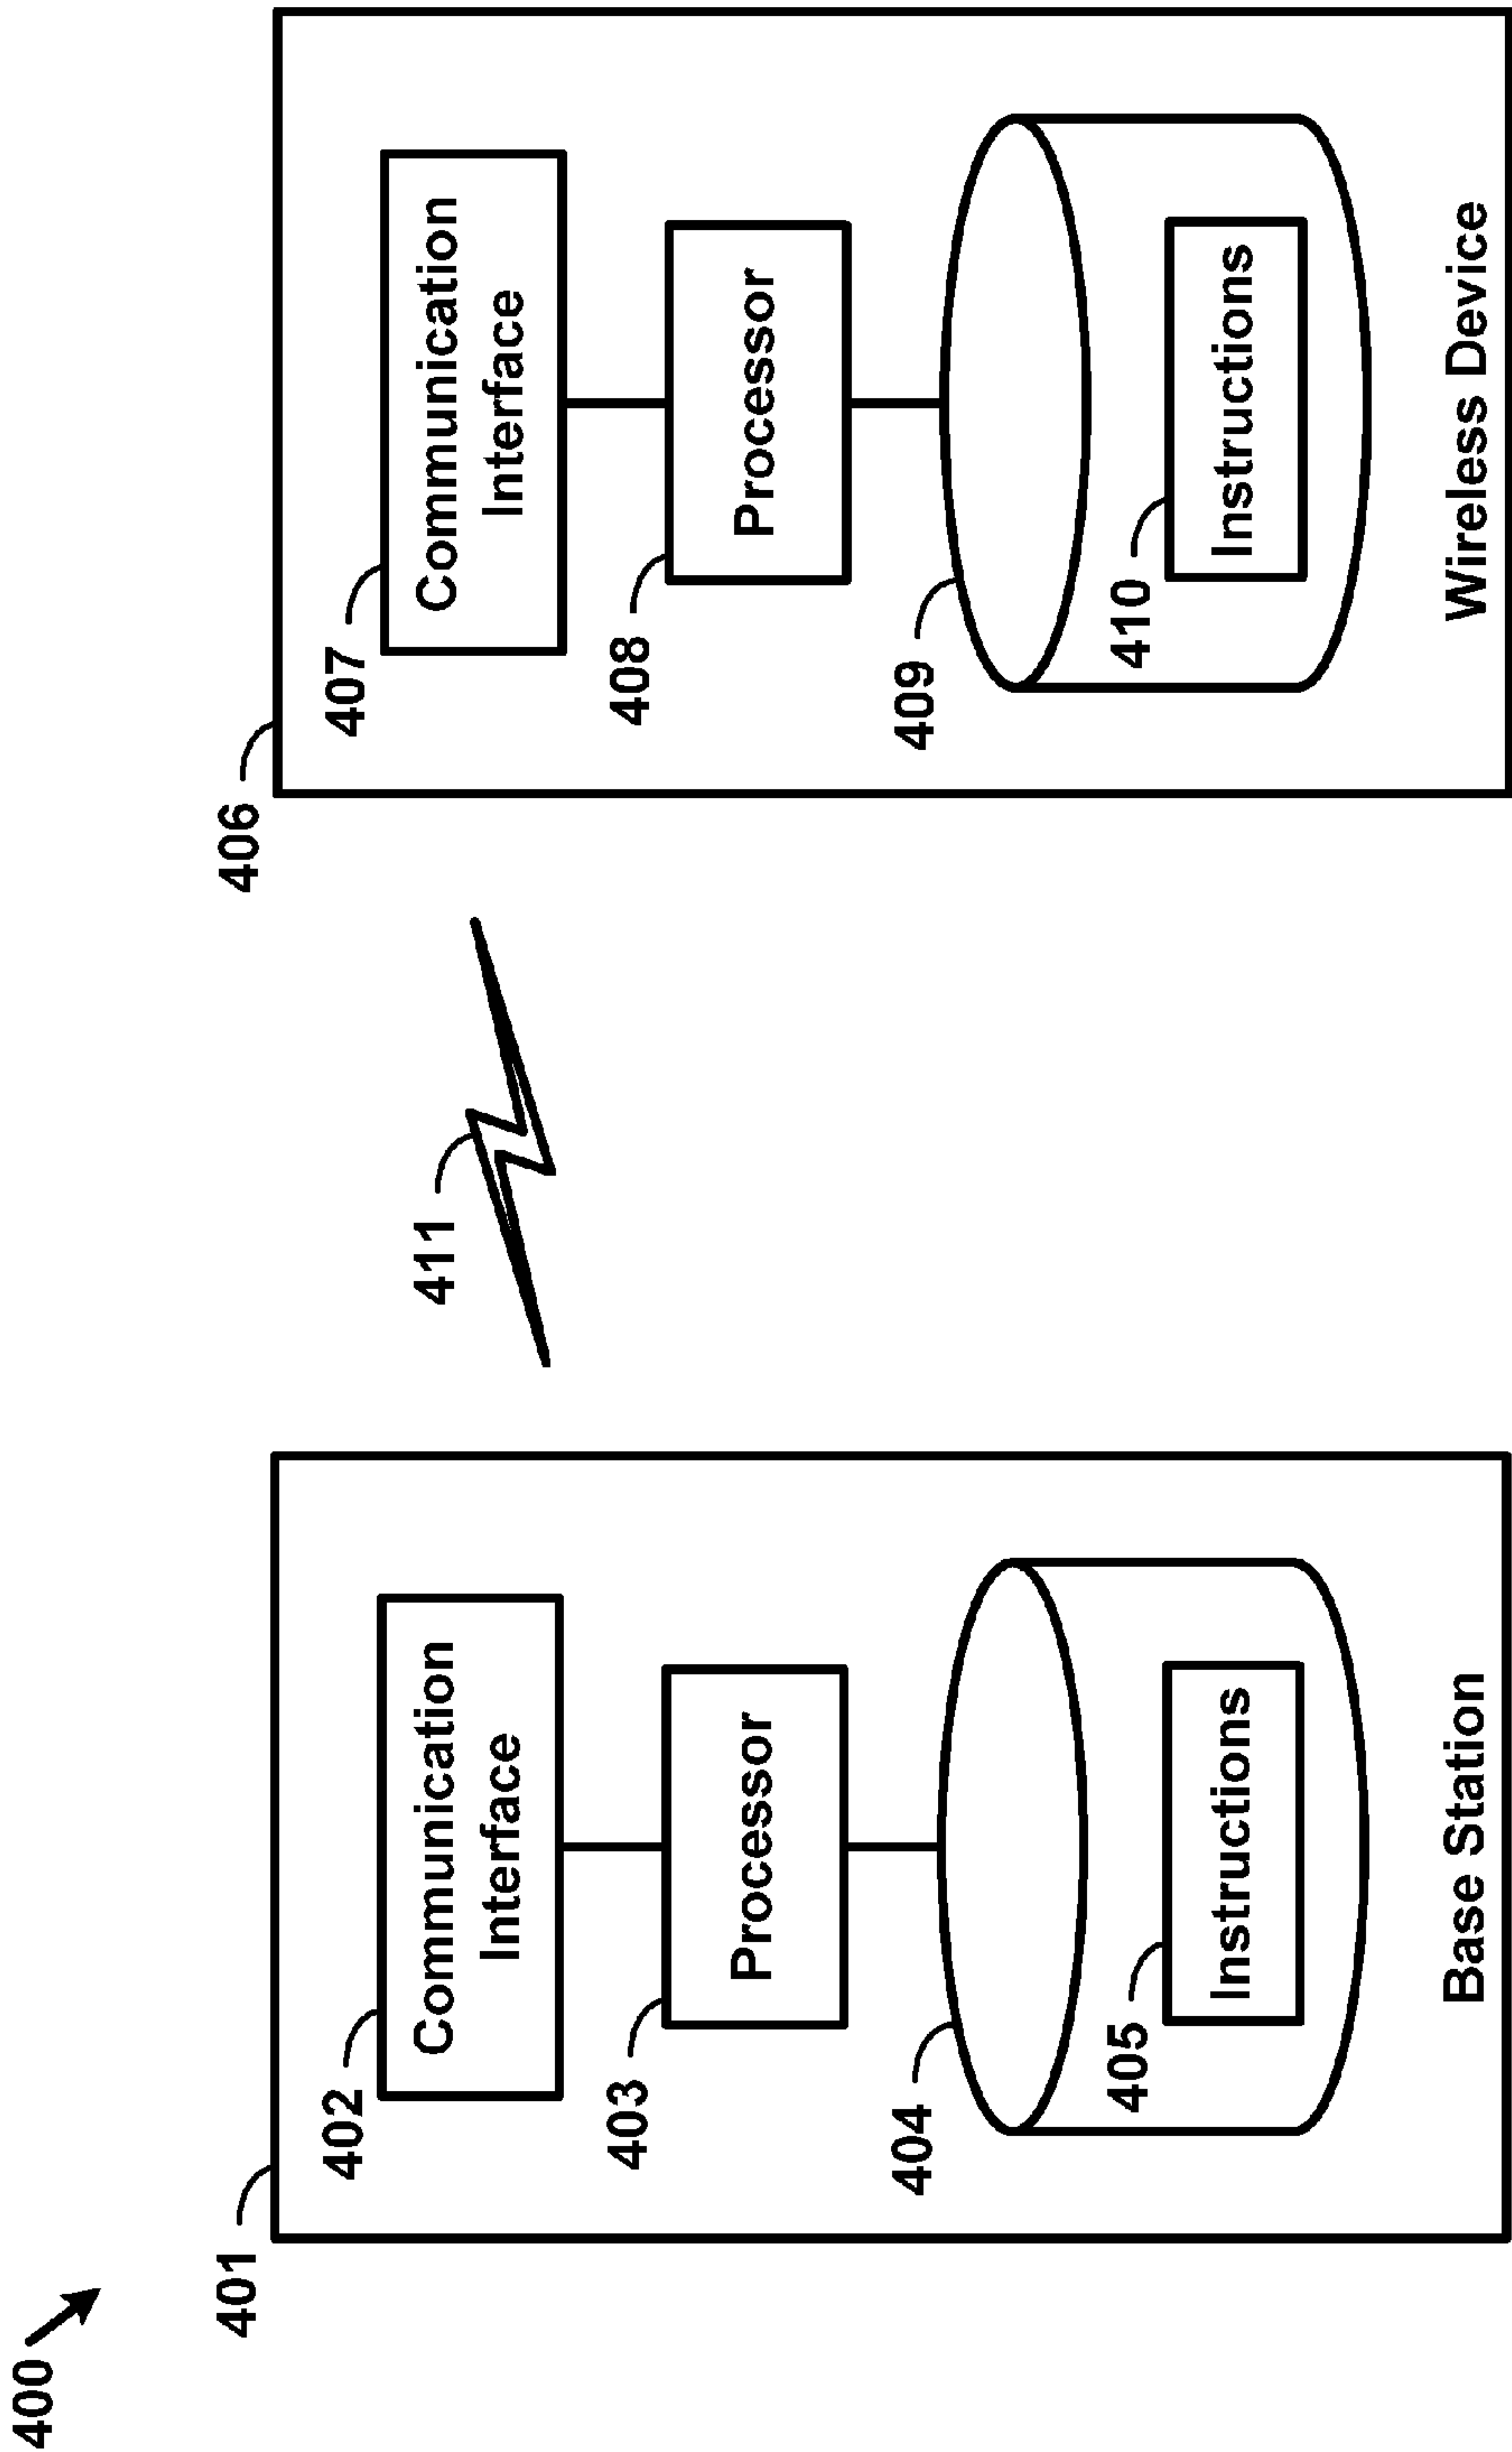 400
401
402
Communication
Interface
403
Processor
404
405
Instructions
Base Station
411
406
407
Communication
Interface
408
Processor
409
410
Instructions
Wireless Device